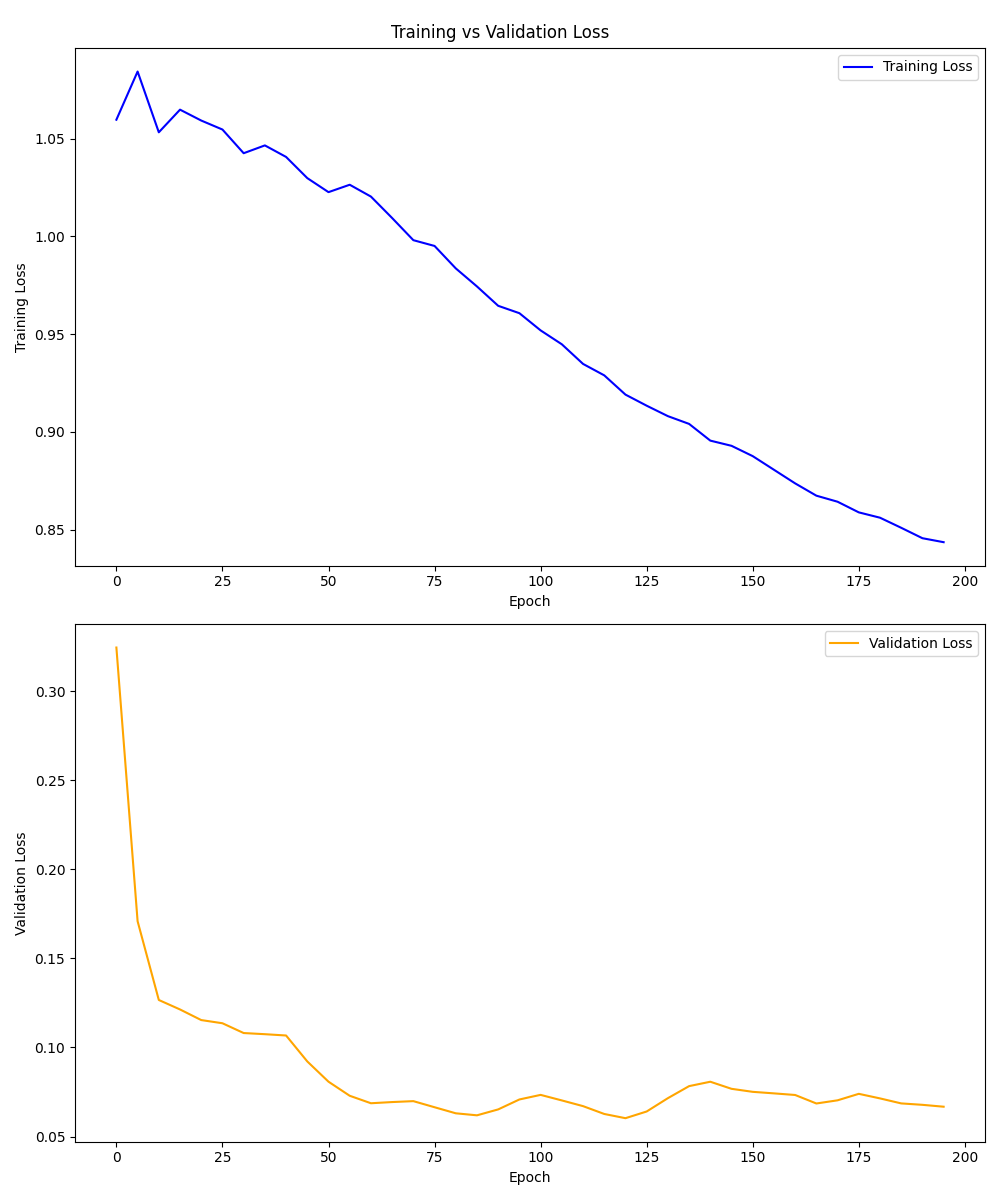 Training vs Validation Loss
Training Loss
Training Loss
1.05
1.00
0.95
0.90
0.85
0 25 50 75 100 125 150 175 200
Epoch
Validation Loss
Validation Loss
0.30
0.25
0.20
0.15
0.10
0.05
0 25 50 75 100 125 150 175 200
Epoch